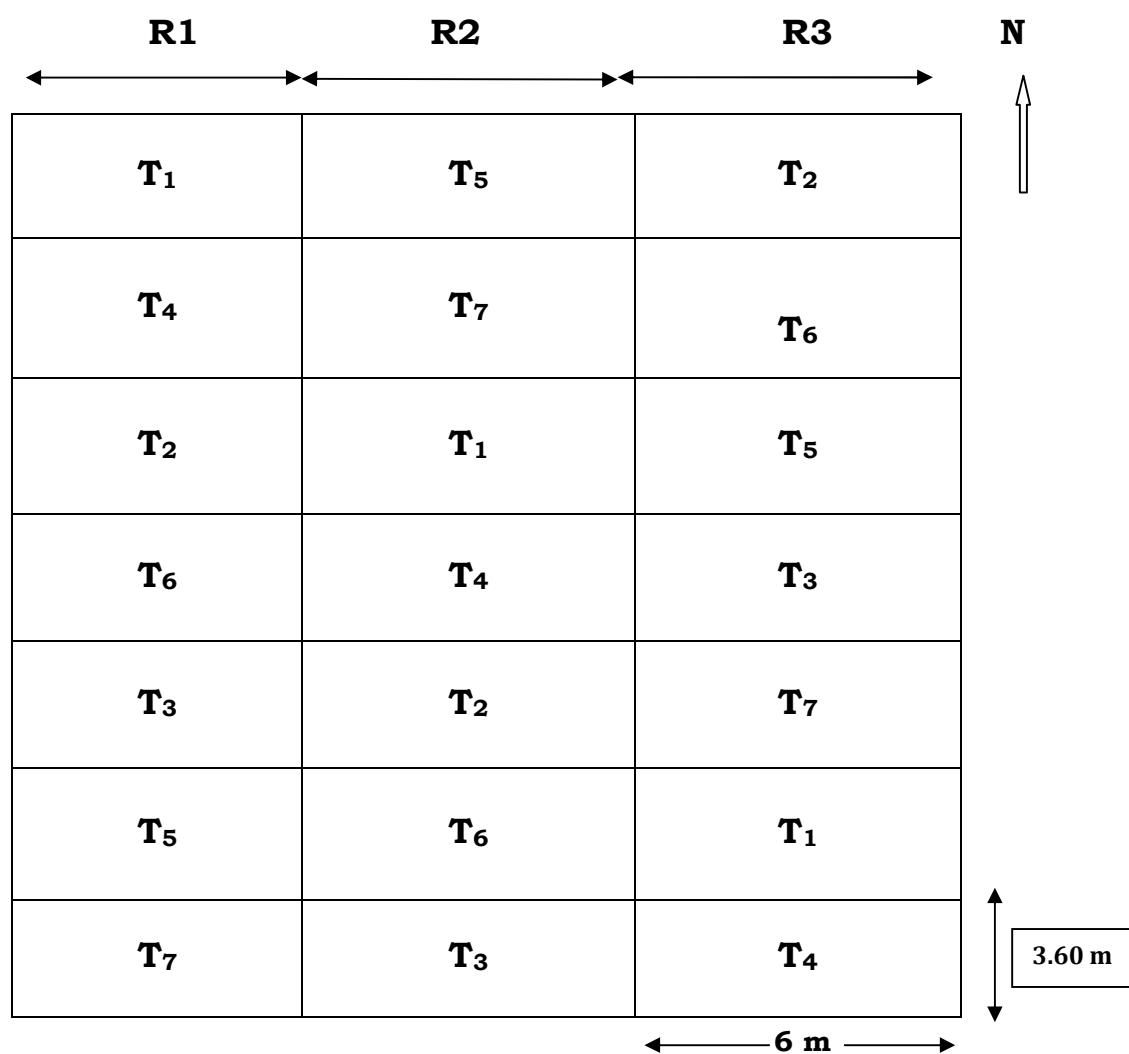 R1 R2 R3 N
T₁ T₅ T₂
T₄ T₇ T₆
T₂ T₁ T₅
T₆ T₄ T₃
T₃ T₂ T₇
T₅ T₆ T₁
T₇ T₃ T₄
3.60 m
6 m